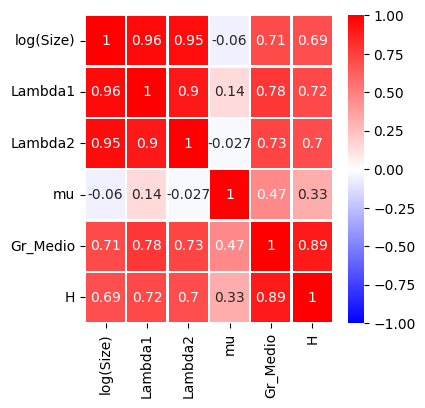 log(Size) 1 0.96 0.95 -0.06 0.71 0.69
Lambda1 0.96 1 0.9 0.14 0.78 0.72
Lambda2 0.95 0.9 1 -0.027 0.73 0.7
mu -0.06 0.14 -0.027 1 0.47 0.33
Gr_Medio 0.71 0.78 0.73 0.47 1 0.89
H 0.69 0.72 0.7 0.33 0.89 1
log(Size) Lambda1 Lambda2 mu Gr_Medio H
1.00
0.75
0.50
0.25
0.00
−0.25
−0.50
−0.75
−1.00